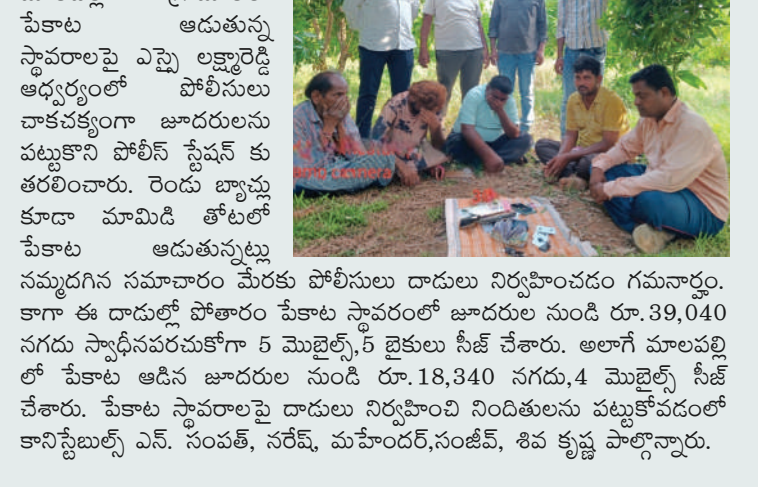 పేకాట ఆడుతున్న
స్థావరాలపై ఎస్పై లక్ష్మారెడ్డి
ఆధ్వర్యంలో పోలీసులు
చాకచక్యంగా జూదరులను
పట్టుకొని పోలీస్ స్టేషన్ కు
తరలించారు. రెండు బ్యాచ్లు
కూడా మామిడి తోటలో
పేకాట ఆడుతున్నట్లు
నమ్మదగిన సమాచారం మేరకు పోలీసులు దాడులు నిర్వహించడం గమనార్హం.
కాగా ఈ దాడుల్లో పోతారం పేకాట స్థావరంలో జూదరుల నుండి రూ.39,040
నగదు స్వాధీనపరచుకోగా 5 మొబైల్స్,5 బైకులు సీజ్ చేశారు. అలాగే మాలపల్లి
లో పేకాట ఆడిన జూదరుల నుండి రూ.18,340 నగదు,4 మొబైల్స్ సీజ్
చేశారు. పేకాట స్థావరాలపై దాడులు నిర్వహించి నిందితులను పట్టుకోవడంలో
కానిస్టేబుల్స్ ఎన్. సంపత్, నరేష్, మహేందర్,సంజీవ్, శివ కృష్ణ పాల్గొన్నారు.